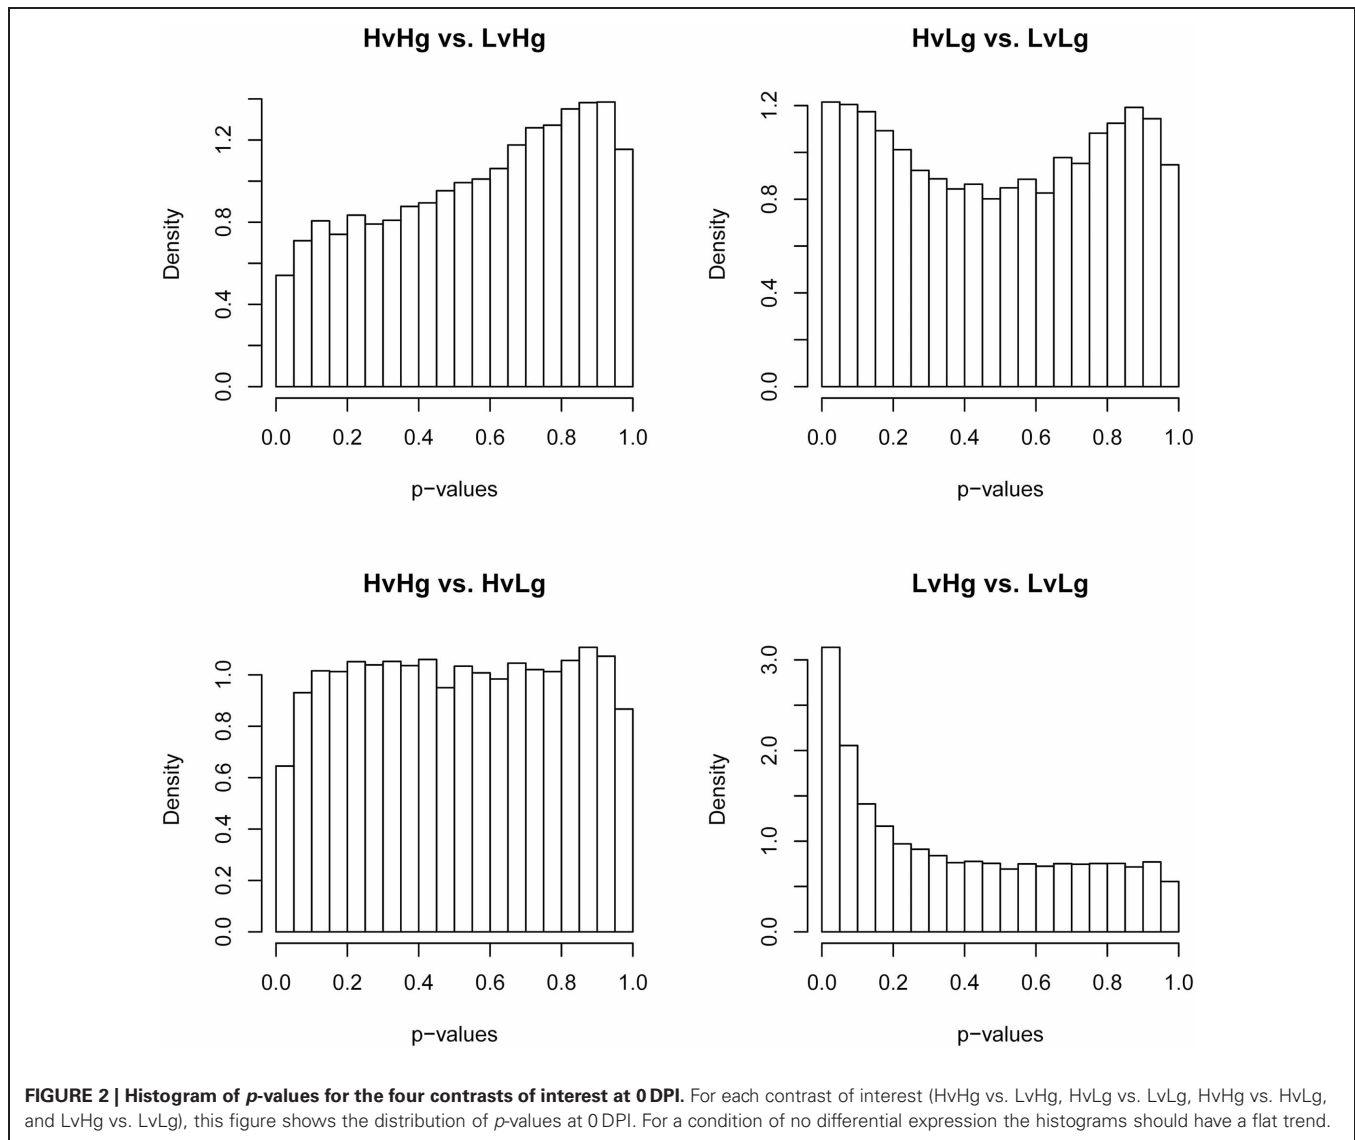 HvHg vs. LvHg
Density
0.0 0.4 0.8 1.2
0.0 0.2 0.4 0.6 0.8 1.0
p−values
HvLg vs. LvLg
Density
0.0 0.4 0.8 1.2
0.0 0.2 0.4 0.6 0.8 1.0
p−values
HvHg vs. HvLg
Density
0.0 0.2 0.4 0.6 0.8 1.0
0.0 0.2 0.4 0.6 0.8 1.0
p−values
LvHg vs. LvLg
Density
0.0 1.0 2.0 3.0
0.0 0.2 0.4 0.6 0.8 1.0
p−values
FIGURE 2 | Histogram of p-values for the four contrasts of interest at 0 DPI. For each contrast of interest (HvHg vs. LvHg, HvLg vs. LvLg, HvHg vs. HvLg,
and LvHg vs. LvLg), this figure shows the distribution of p-values at 0 DPI. For a condition of no differential expression the histograms should have a flat trend.